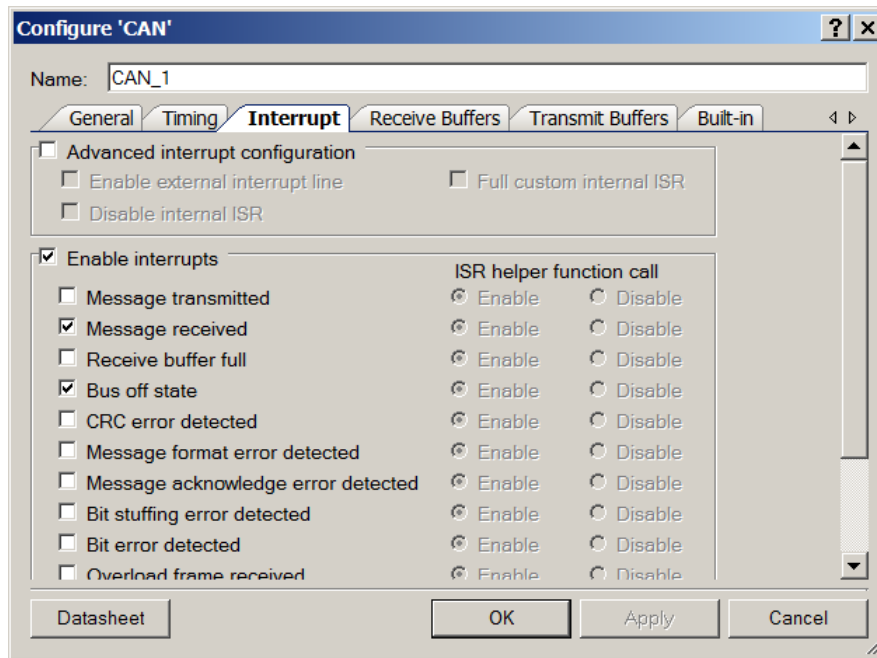 Configure 'CAN'
Name: CAN_1
General Timing Interrupt Receive Buffers Transmit Buffers Built-in
Advanced interrupt configuration
Enable external interrupt line Full custom internal ISR
Disable internal ISR
Enable interrupts
ISR helper function call
Message transmitted Enable Disable
Message received Enable Disable
Receive buffer full Enable Disable
Bus off state Enable Disable
CRC error detected Enable Disable
Message format error detected Enable Disable
Message acknowledge error detected Enable Disable
Bit stuffing error detected Enable Disable
Bit error detected Enable Disable
Overload frame received Enable Disable
Datasheet OK Apply Cancel